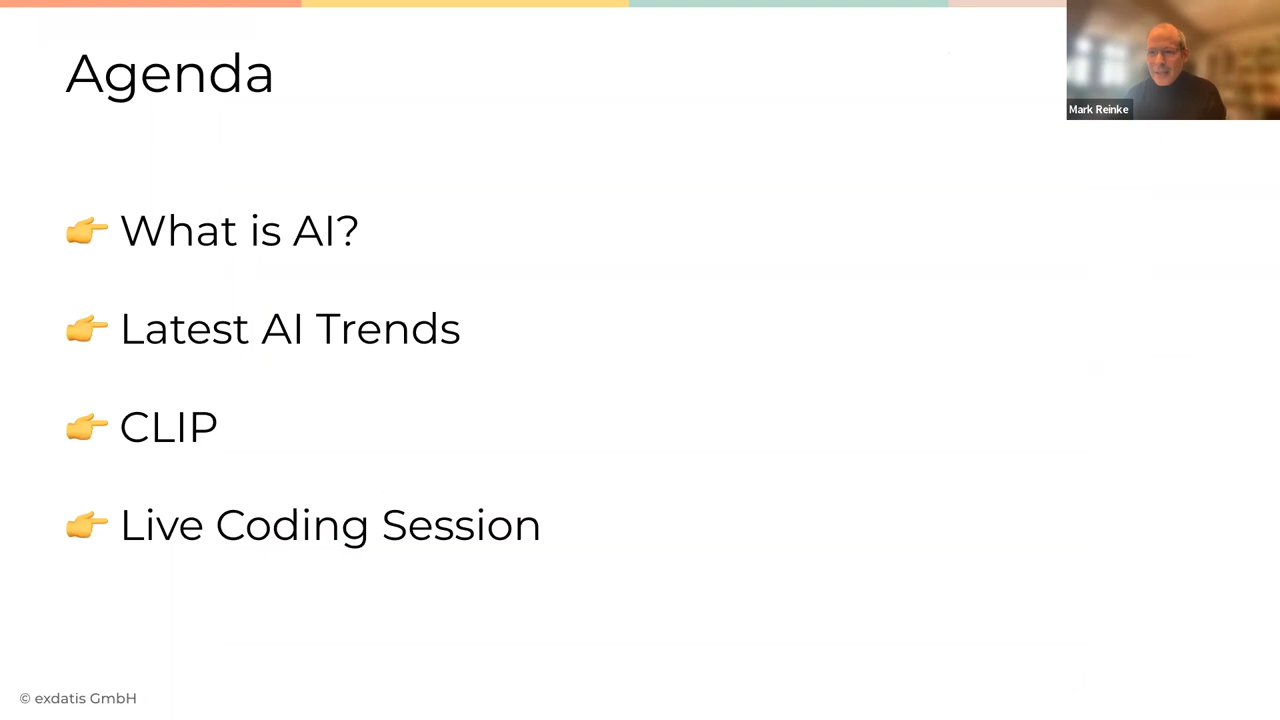 Agenda
Mark Reinke
👉 What is AI?
👉 Latest AI Trends
👉 CLIP
👉 Live Coding Session
© exdatis GmbH